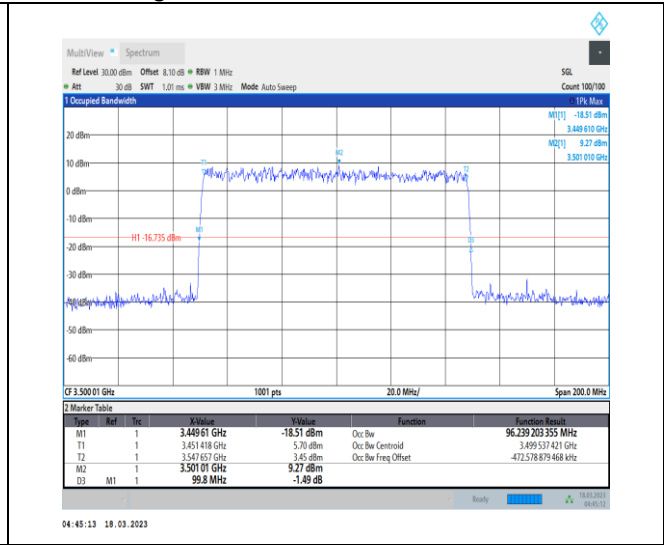 MultiView Spectrum
Ref Level 30.00 dBm Offset 8.10 dB RBW 1 MHz SGL
Att 30 dB SWT 1.01 ms VBW 3 MHz Mode Auto Sweep Count 100/100
1 Occupied Bandwidth 1Pk Max
M1[1] -18.51 dBm
3.449 610 GHz
M2[1] 9.27 dBm
3.501 010 GHz
20 dBm
M2
10 dBm
T1 T2
0 dBm
-10 dBm
M1
H1 -16.735 dBm
D3
-20 dBm
-30 dBm
-40 dBm
-50 dBm
-60 dBm
CF 3.500 01 GHz 1001 pts 20.0 MHz/ Span 200.0 MHz
2 Marker Table
Type Ref Trc X-Value Y-Value Function Function Result
M1 1 3.449 61 GHz -18.51 dBm Occ Bw 96.239 203 355 MHz
T1 1 3.451 418 GHz 5.70 dBm Occ Bw Centroid 3.499 537 421 GHz
T2 1 3.547 657 GHz 3.45 dBm Occ Bw Freq Offset -472.578 879 468 kHz
M2 1 3.501 01 GHz 9.27 dBm
D3 M1 1 99.8 MHz -1.49 dB
Ready 18.03.2023
04:45:12
04:45:13 18.03.2023